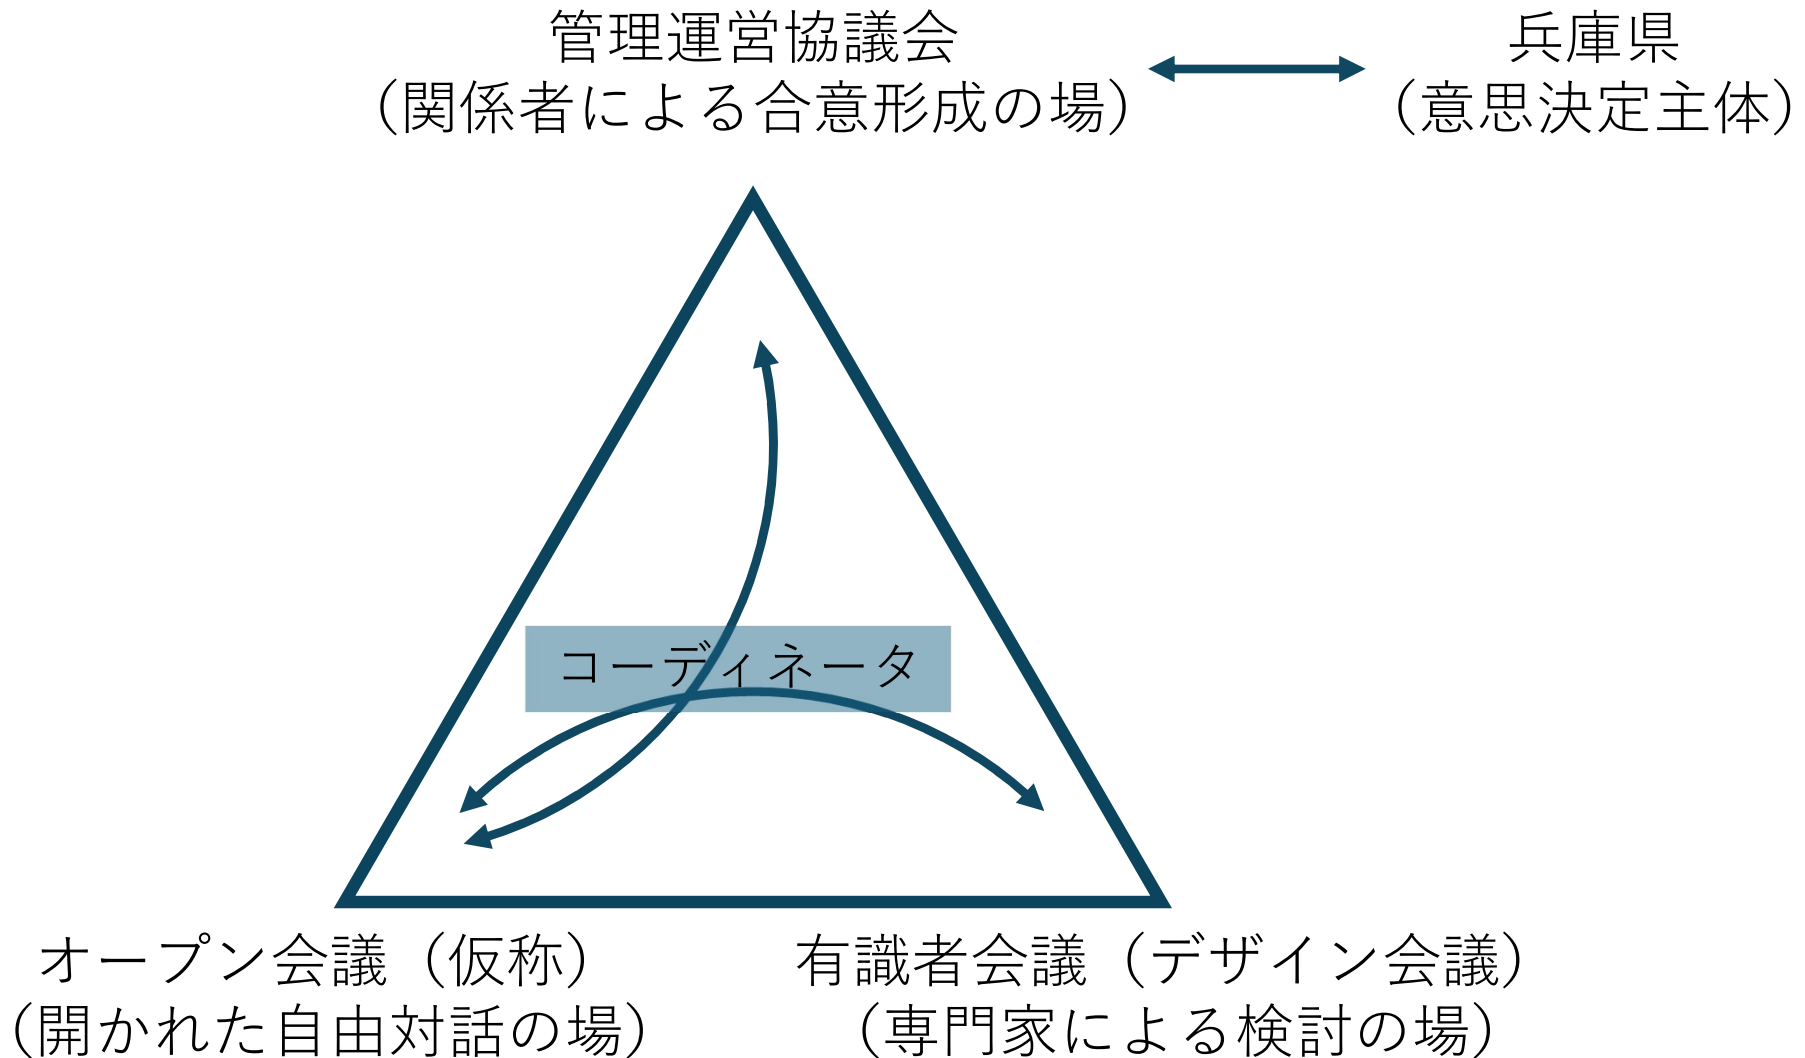 管理運営協議会
（関係者による合意形成の場）
兵庫県
（意思決定主体）
コーディネータ
オープン会議（仮称）
（開かれた自由対話の場）
有識者会議（デザイン会議）
（専門家による検討の場）